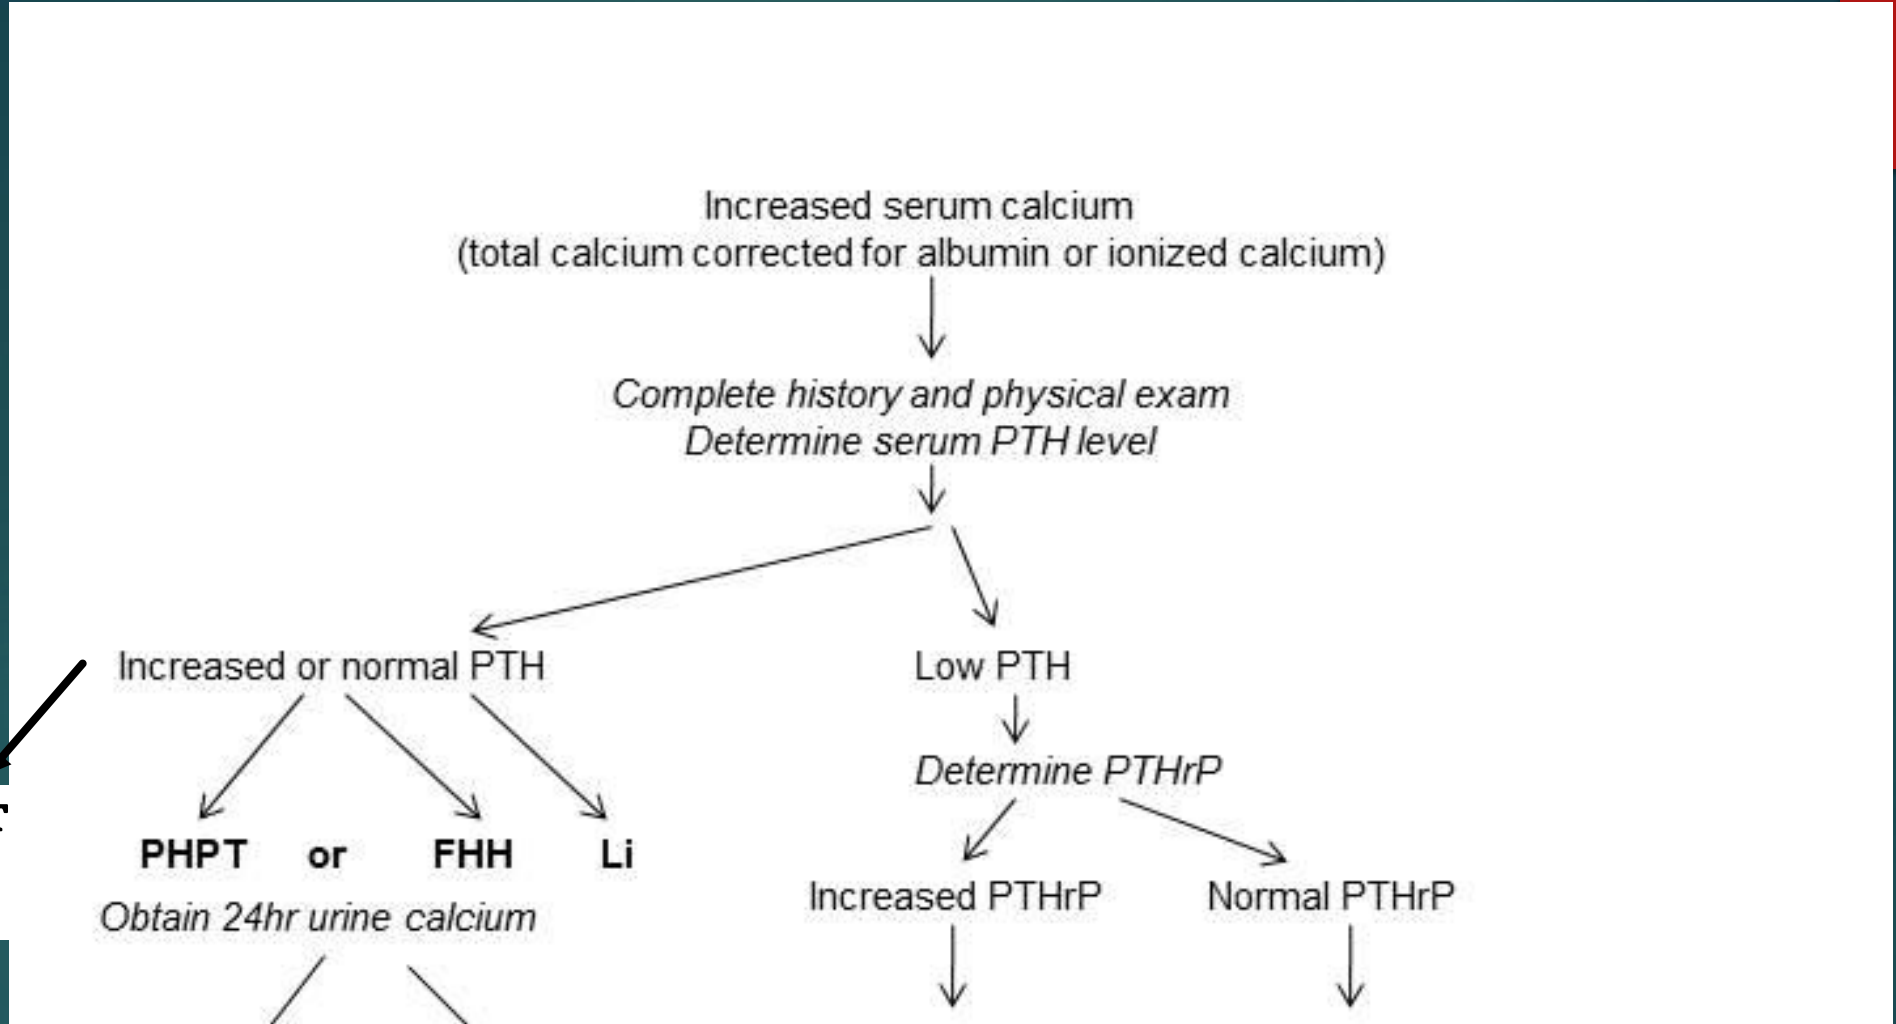 Increased serum calcium
(total calcium corrected for albumin or ionized calcium)
Complete history and physical exam
Determine serum PTH level
Increased or normal PTH
Low PTH
Determine PTHrP
PHPT or FHH Li
Obtain 24hr urine calcium
Increased PTHrP
Normal PTHrP